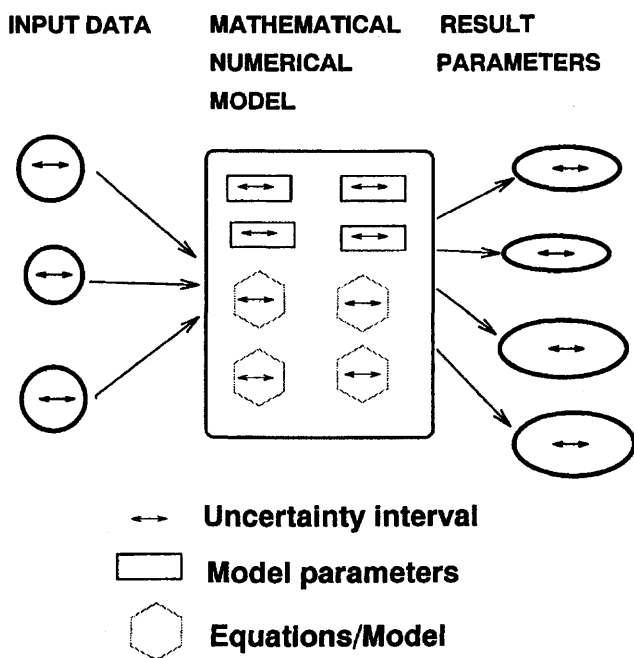 INPUT DATA
MATHEMATICAL
NUMERICAL
MODEL
RESULT
PARAMETERS
Uncertainty interval
Model parameters
Equations/Model